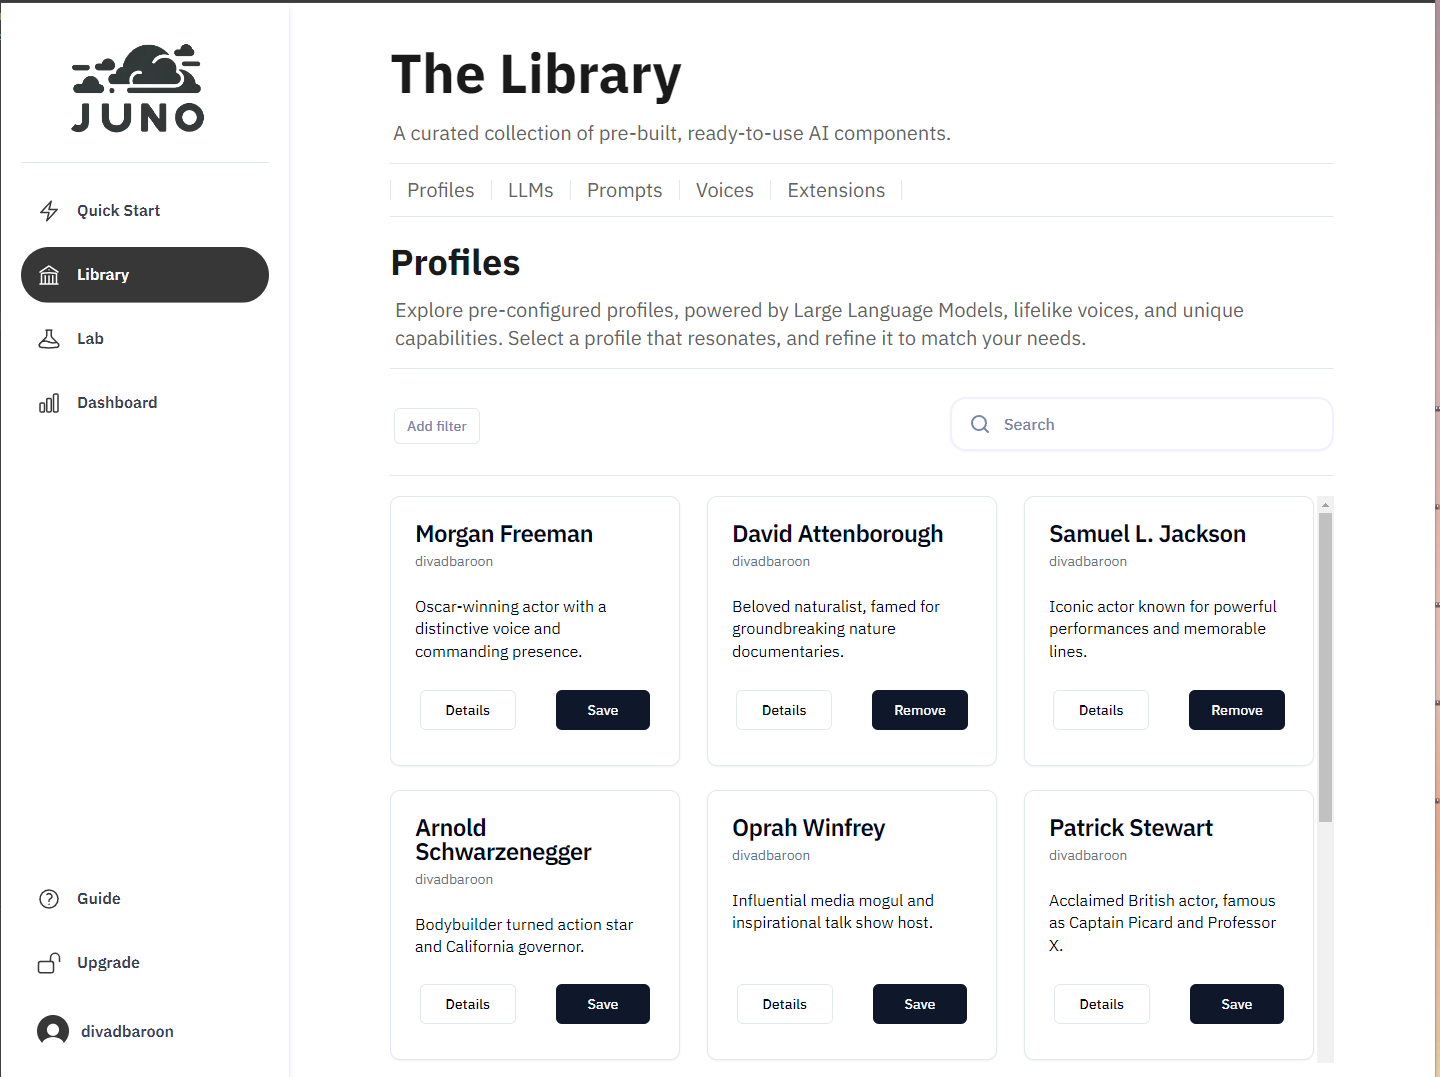 JUNO
Quick Start
Library
Lab
Dashboard
Guide
Upgrade
divadbaroon
The Library
A curated collection of pre-built, ready-to-use AI components.
Profiles
LLMs
Prompts
Voices
Extensions
Profiles
Explore pre-configured profiles, powered by Large Language Models, lifelike voices, and unique
capabilities. Select a profile that resonates, and refine it to match your needs.
Add filter
Search
Morgan Freeman
divadbaroon
Oscar-winning actor with a
distinctive voice and
commanding presence.
Details
Save
David Attenborough
divadbaroon
Beloved naturalist, famed for
groundbreaking nature
documentaries.
Details
Remove
Samuel L. Jackson
divadbaroon
Iconic actor known for powerful
performances and memorable
lines.
Details
Remove
Arnold
Schwarzenegger
divadbaroon
Bodybuilder turned action star
and California governor.
Details
Save
Oprah Winfrey
divadbaroon
Influential media mogul and
inspirational talk show host.
Details
Save
Patrick Stewart
divadbaroon
Acclaimed British actor, famous
as Captain Picard and Professor
X.
Details
Save